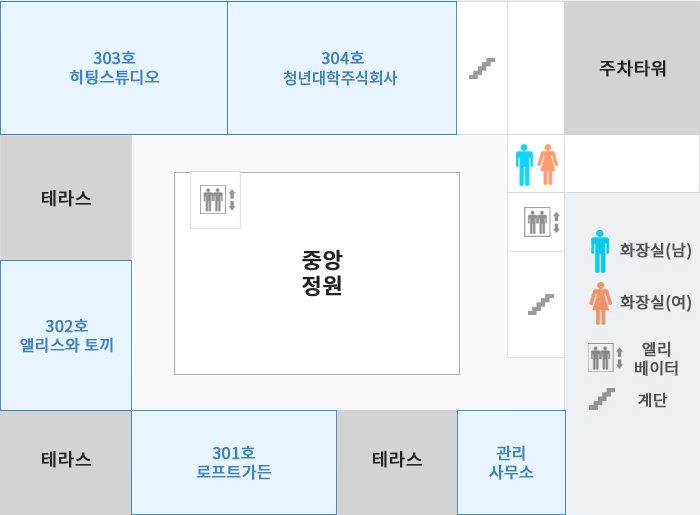 303호
히팅스튜디오
304호
청년대학주식회사
주차타워
테라스
중앙
정원
화장실(남)
화장실(여)
302호
앨리스와 토끼
엘리
베이터
계단
테라스
301호
로프트가든
테라스
관리
사무소